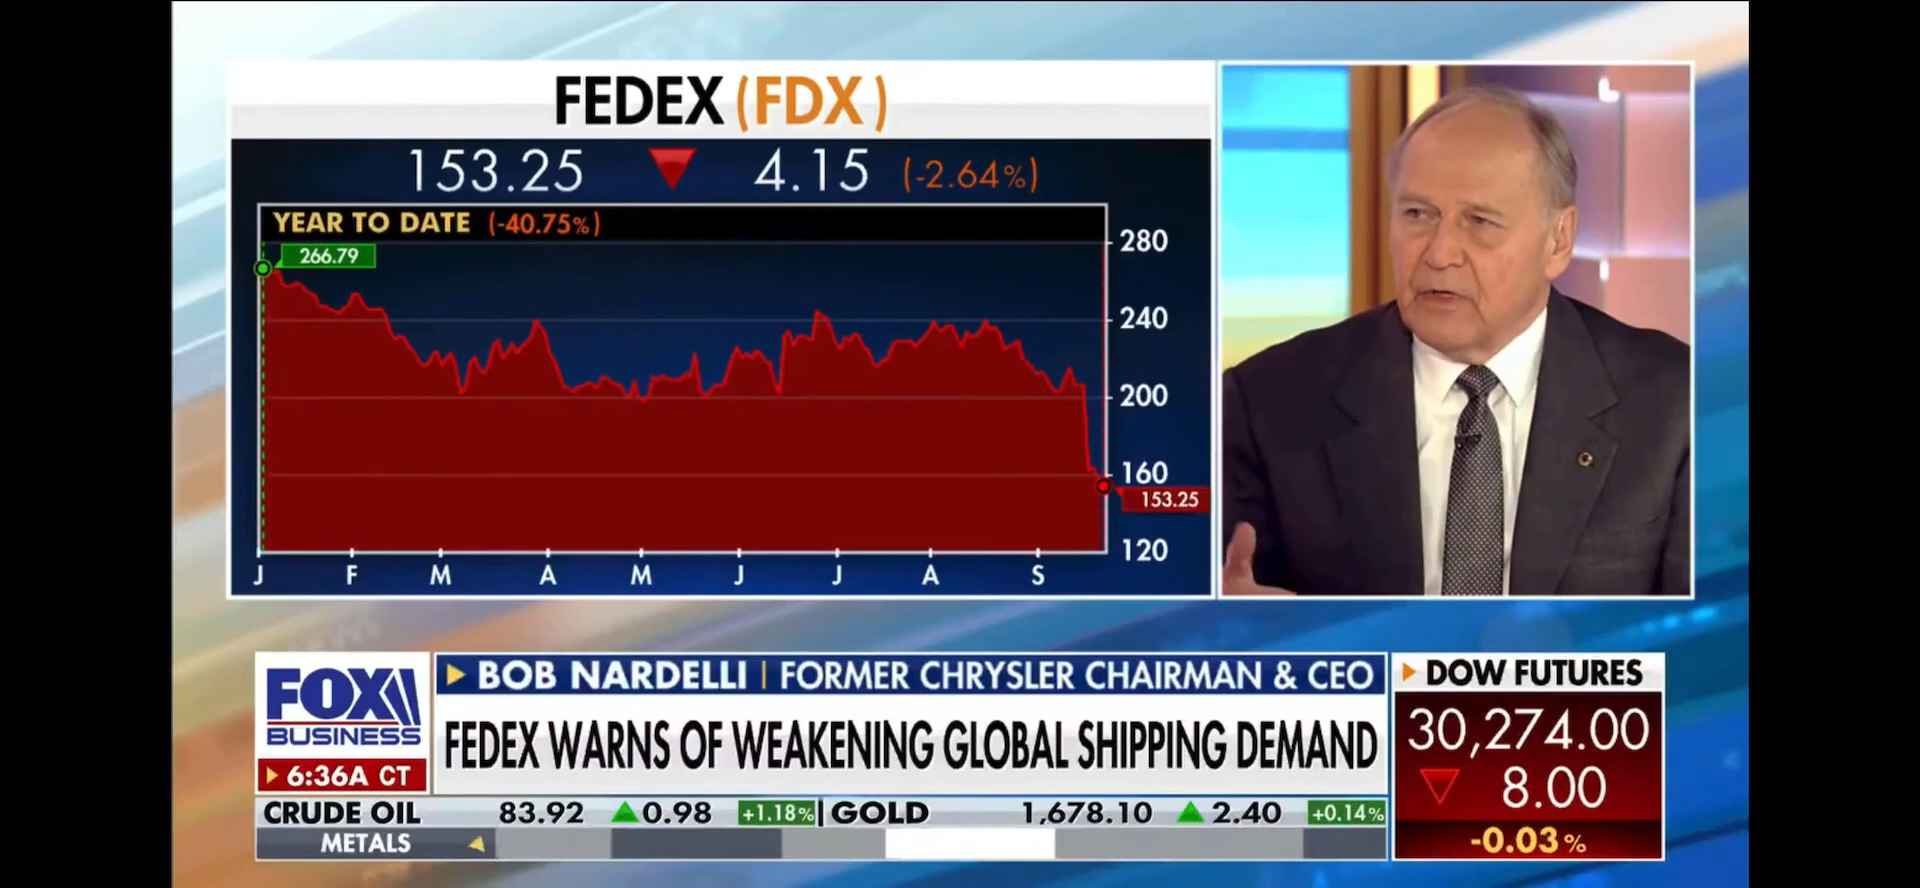 FEDEX (FDX)
153.25 ▼ 4.15 (-2.64%)
YEAR TO DATE (-40.75%)
266.79
280
240
200
160
153.25
120
J F M A M J J A S
FOX BUSINESS
6:36A CT
BOB NARDELLI | FORMER CHRYSLER CHAIRMAN & CEO
FEDEX WARNS OF WEAKENING GLOBAL SHIPPING DEMAND
DOW FUTURES
30,274.00
▼ 8.00
-0.03%
CRUDE OIL 83.92 ▲ 0.98 +1.18% | GOLD 1,678.10 ▲ 2.40 +0.14%
METALS